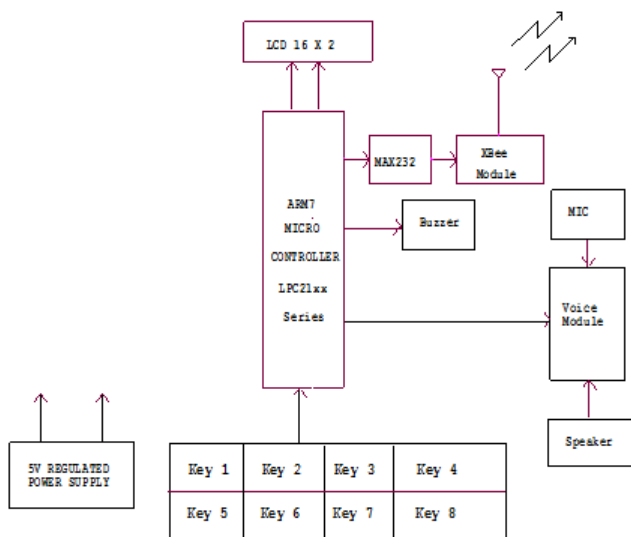 LCD 16 X 2
MAX232
XBee
Module
ARM7
MICRO
CONTROLLER
LPC21xx
Series
Buzzer
MIC
Voice
Module
Speaker
5V REGULATED
POWER SUPPLY
Key 1 Key 2 Key 3 Key 4
Key 5 Key 6 Key 7 Key 8